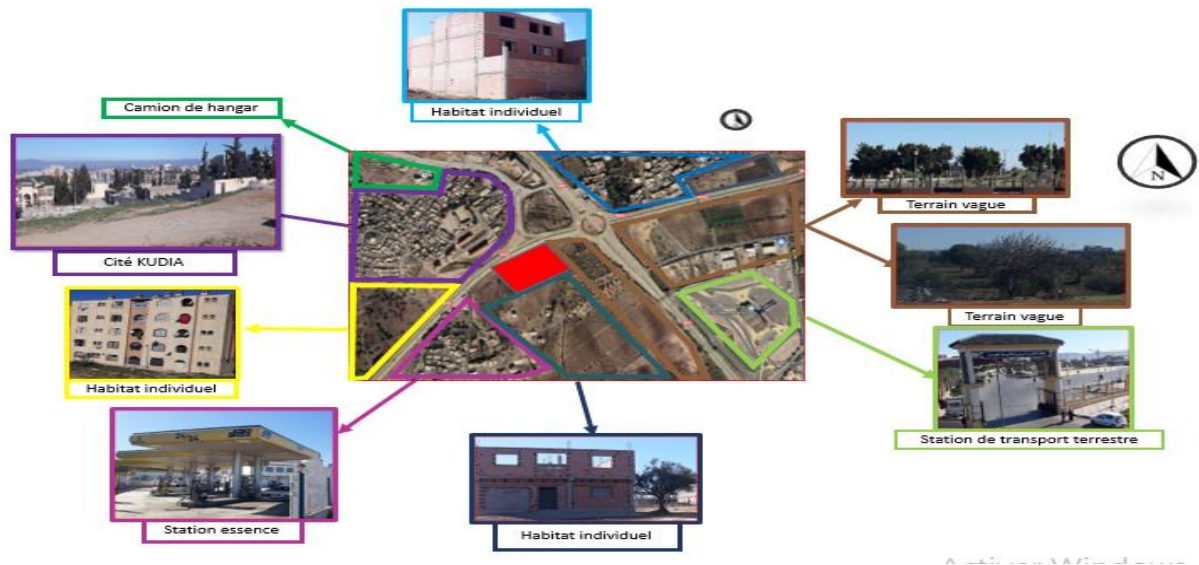 Habitat individuel
Camion de hangar
Terrain vague
N
Cité KUDIA
Terrain vague
Habitat individuel
Station de transport terrestre
Station essence
Habitat individuel